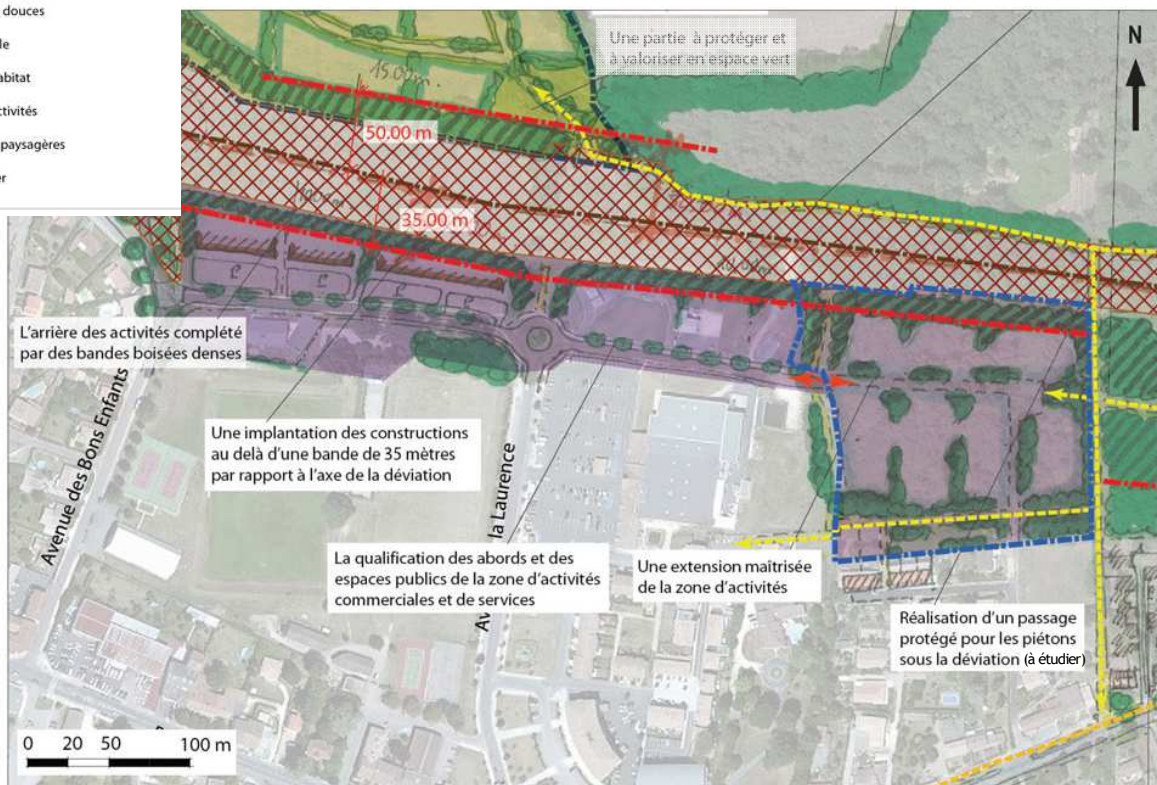 douces
abitat
ctivités
paysagères
Une partie à protéger et
à valoriser en espace vert
N
15.00m
50.00 m
35.00 m
L'arrière des activités complété
par des bandes boisées denses
Une implantation des constructions
au delà d'une bande de 35 mètres
par rapport à l'axe de la déviation
Avenue des Bons Enfants
la Laurence
Av
La qualification des abords et des
espaces publics de la zone d'activités
commerciales et de services
Une extension maîtrisée
de la zone d'activités
Réalisation d'un passage
protégé pour les piétons
sous la déviation (à étudier)
0 20 50 100 m